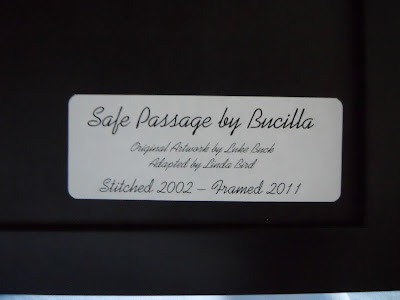 Safe Passage by Bucilla
Original Artwork by Luke Buck
Adapted by Linda Bird
Stitched 2002 – Framed 2011